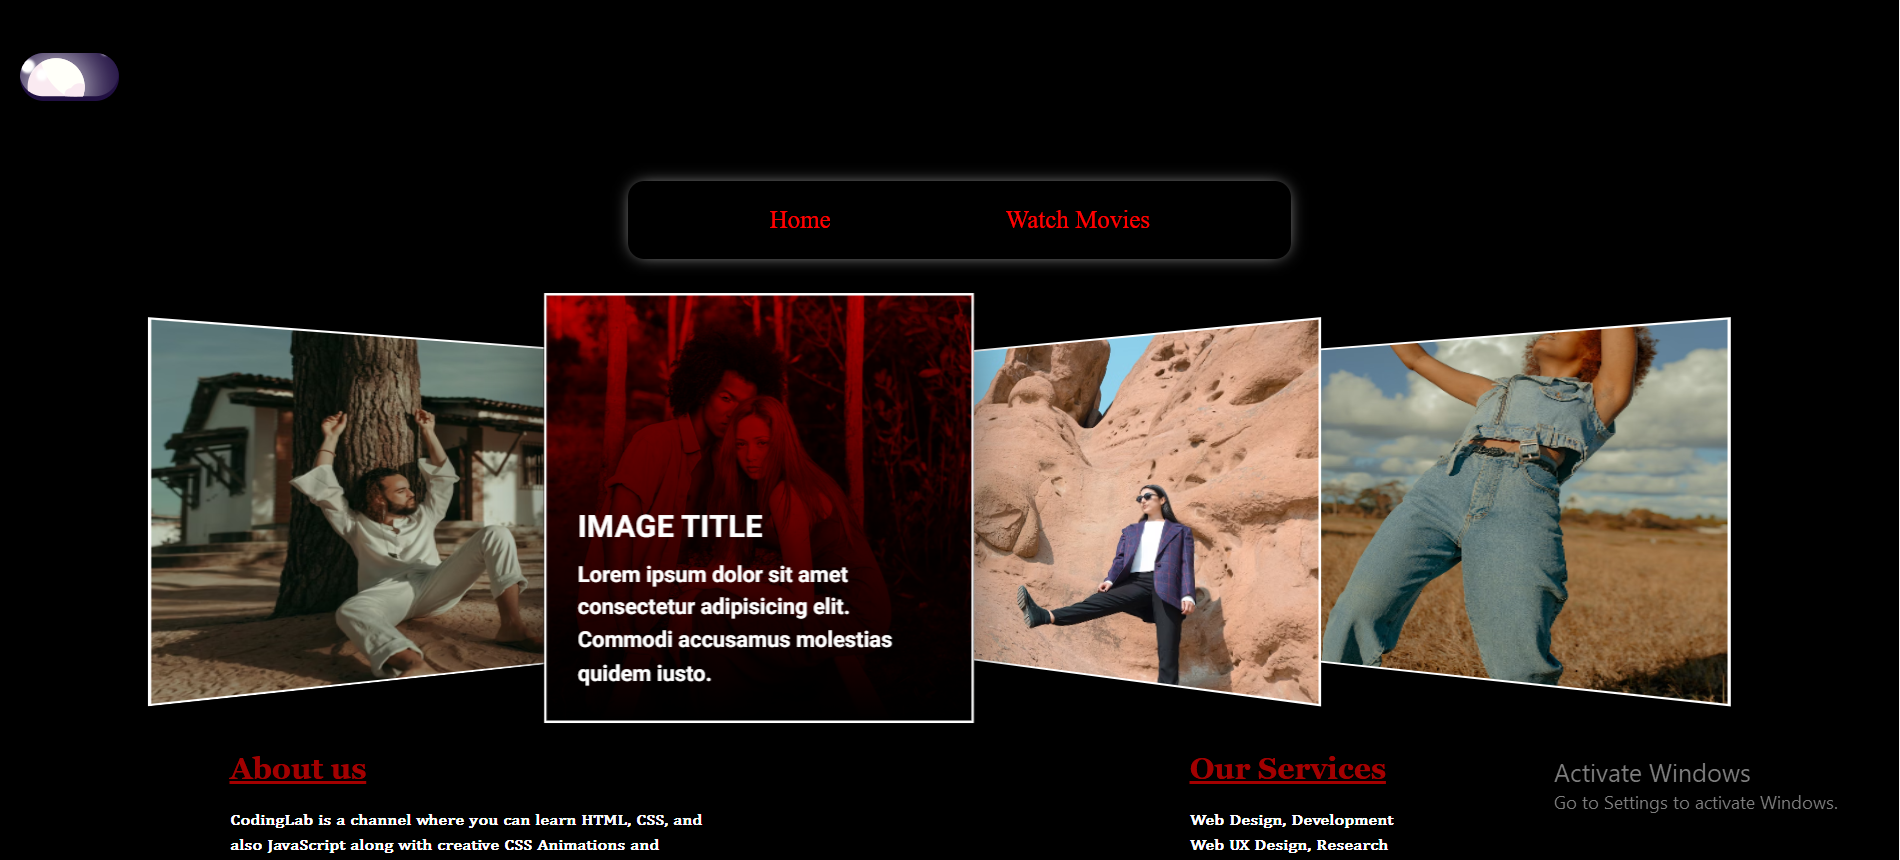 Home
Watch Movies
IMAGE TITLE
Lorem ipsum dolor sit amet
consectetur adipisicing elit.
Commodi accusamus molestias
quidem iusto.
About us
CodingLab is a channel where you can learn HTML, CSS, and
also JavaScript along with creative CSS Animations and
Our Services
Web Design, Development
Web UX Design, Research
Activate Windows
Go to Settings to activate Windows.